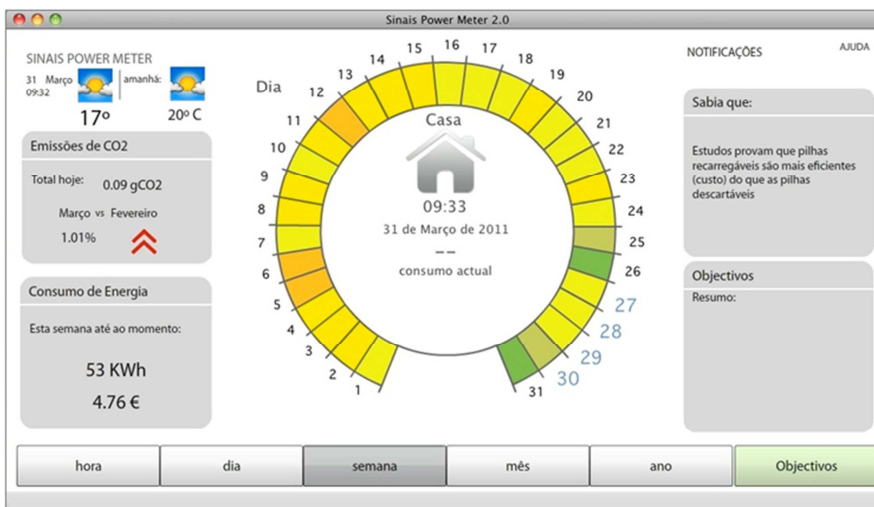 Sinais Power Meter 2.0
SINAIS POWER METER
31 Março
09:32
amanhã:
17º
20º C
Emissões de CO2
Total hoje: 0.09 gCO2
Março vs Fevereiro
1.01%
Consumo de Energia
Esta semana até ao momento:
53 KWh
4.76 €
Dia
1
2
3
4
5
6
7
8
9
10
11
12
13
14
15
16
17
18
19
20
21
22
23
24
25
26
27
28
29
30
31
Casa
09:33
31 de Março de 2011
--
consumo actual
NOTIFICAÇÕES
AJUDA
Sabia que:
Estudos provam que pilhas
recarregáveis são mais eficientes
(custo) do que as pilhas
descartáveis
Objectivos
Resumo:
hora
dia
semana
mês
ano
Objectivos